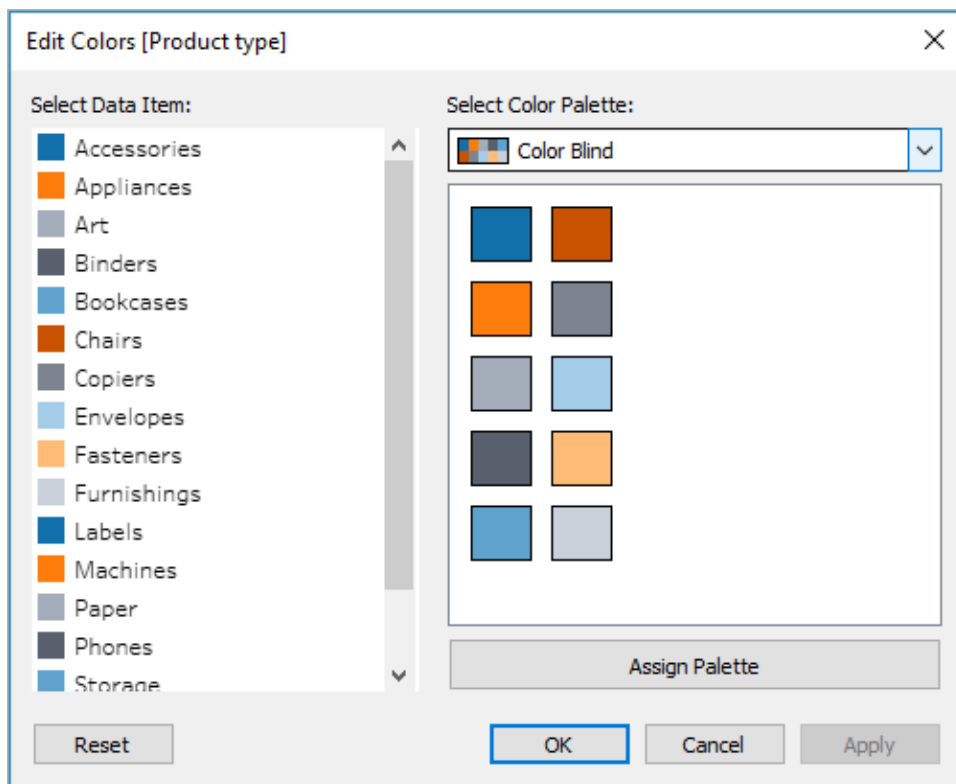 Edit Colors [Product type]
Select Data Item:
Accessories
Appliances
Art
Binders
Bookcases
Chairs
Copiers
Envelopes
Fasteners
Furnishings
Labels
Machines
Paper
Phones
Storage
Select Color Palette:
Color Blind
Assign Palette
Reset
OK
Cancel
Apply